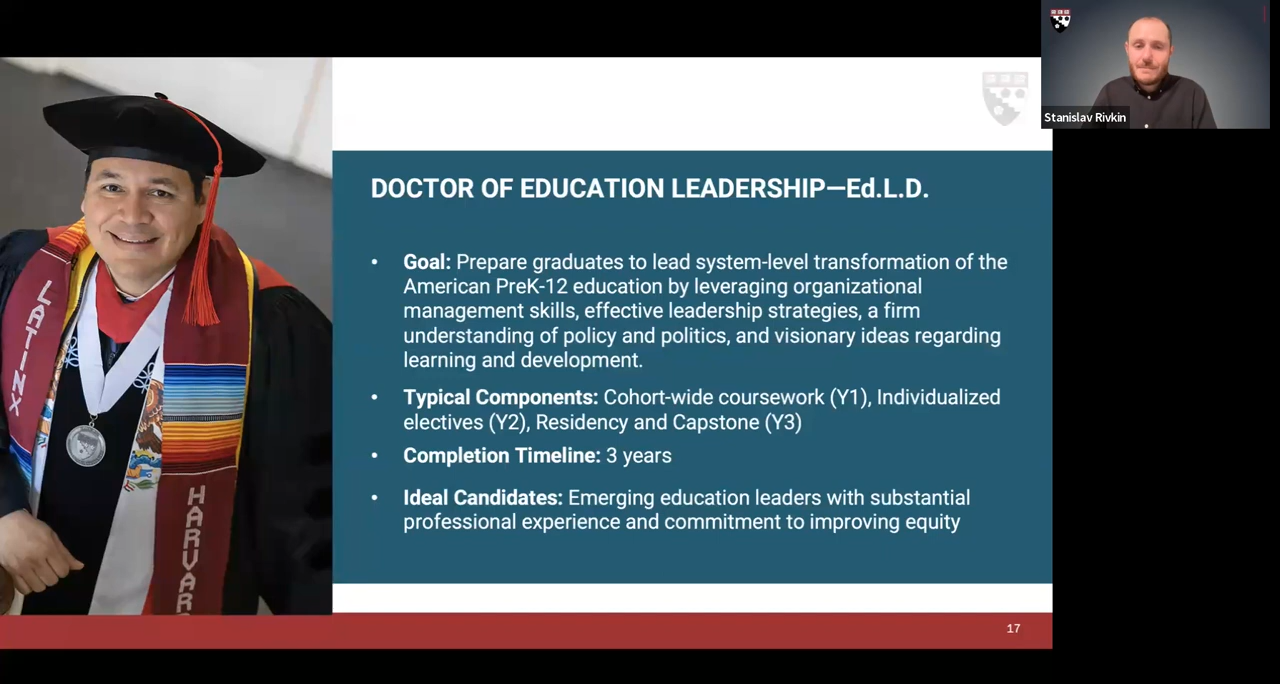 Stanislav Rivkin
DOCTOR OF EDUCATION LEADERSHIP—Ed.L.D.
• Goal: Prepare graduates to lead system-level transformation of the
American PreK-12 education by leveraging organizational
management skills, effective leadership strategies, a firm
understanding of policy and politics, and visionary ideas regarding
learning and development.
• Typical Components: Cohort-wide coursework (Y1), Individualized
electives (Y2), Residency and Capstone (Y3)
• Completion Timeline: 3 years
• Ideal Candidates: Emerging education leaders with substantial
professional experience and commitment to improving equity
LATINX
HARVAR
17